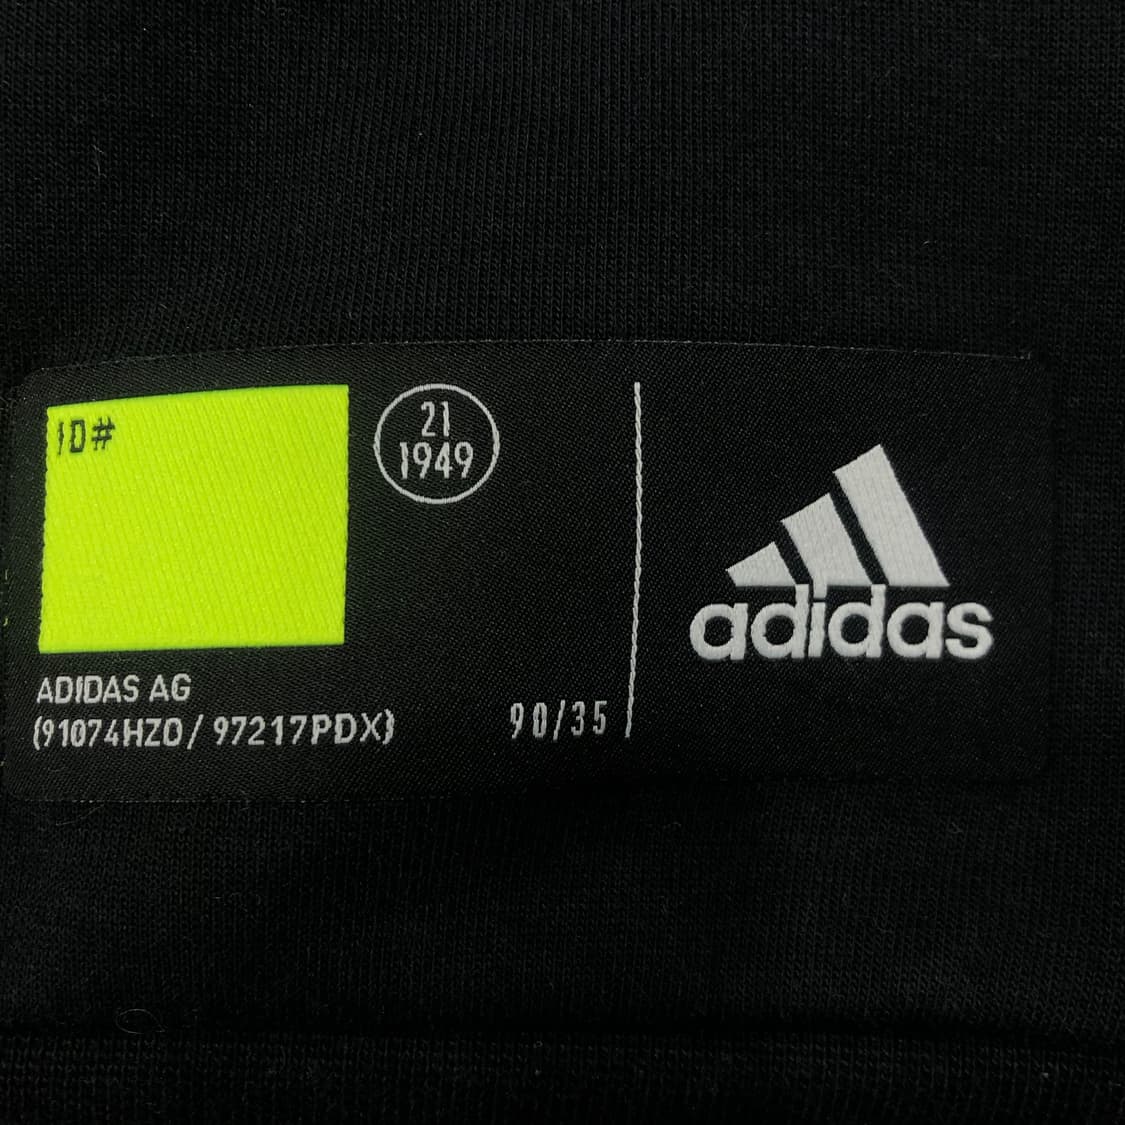 ID#
21
1949
ADIDAS AG
(91074HZO / 97217PDX)
90/35
adidas